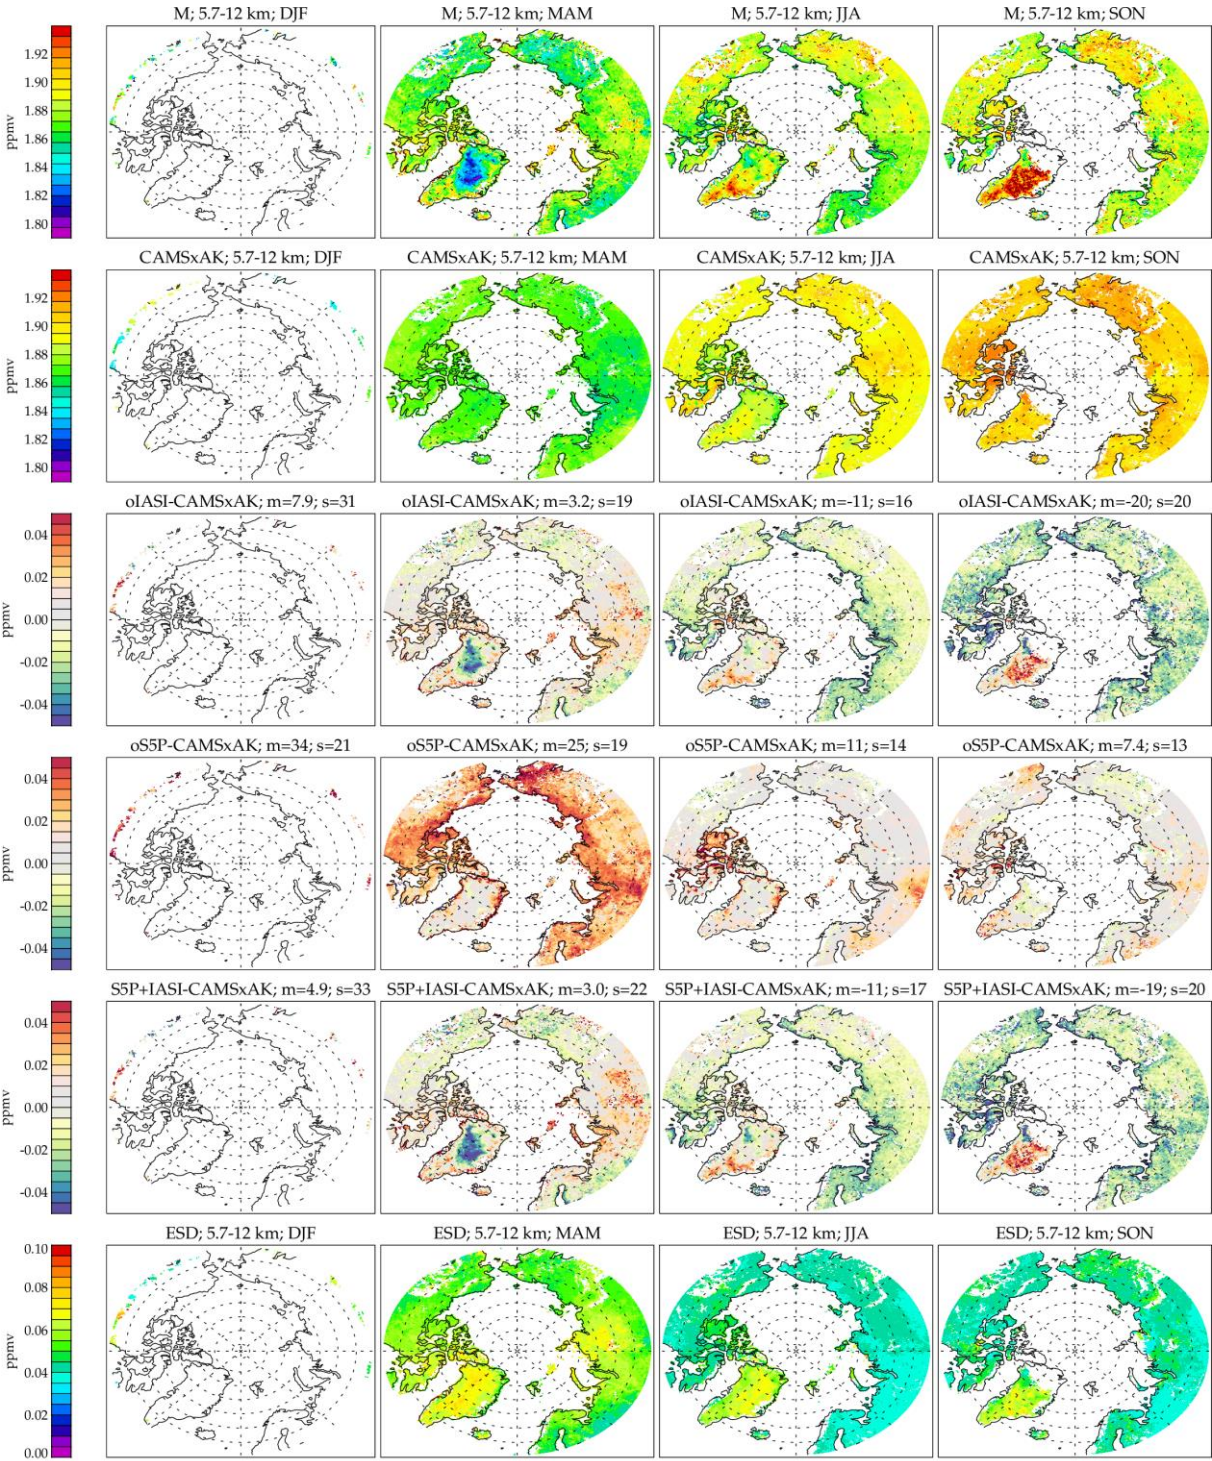 M; 5.7-12 km; DJF
M; 5.7-12 km; MAM
M; 5.7-12 km; JJA
M; 5.7-12 km; SON
1.92
1.90
1.88
1.86
1.84
1.82
1.80
ppmv
CAMSxAK; 5.7-12 km; DJF
CAMSxAK; 5.7-12 km; MAM
CAMSxAK; 5.7-12 km; JJA
CAMSxAK; 5.7-12 km; SON
1.92
1.90
1.88
1.86
1.84
1.82
1.80
ppmv
oIASI-CAMSxAK; m=7.9; s=31
oIASI-CAMSxAK; m=3.2; s=19
oIASI-CAMSxAK; m=-11; s=16
oIASI-CAMSxAK; m=-20; s=20
0.04
0.02
0.00
-0.02
-0.04
ppmv
oS5P-CAMSxAK; m=34; s=21
oS5P-CAMSxAK; m=25; s=19
oS5P-CAMSxAK; m=11; s=14
oS5P-CAMSxAK; m=7.4; s=13
0.04
0.02
0.00
-0.02
-0.04
ppmv
S5P+IASI-CAMSxAK; m=4.9; s=33
S5P+IASI-CAMSxAK; m=3.0; s=22
S5P+IASI-CAMSxAK; m=-11; s=17
S5P+IASI-CAMSxAK; m=-19; s=20
0.04
0.02
0.00
-0.02
-0.04
ppmv
ESD; 5.7-12 km; DJF
ESD; 5.7-12 km; MAM
ESD; 5.7-12 km; JJA
ESD; 5.7-12 km; SON
0.10
0.08
0.06
0.04
0.02
0.00
ppmv